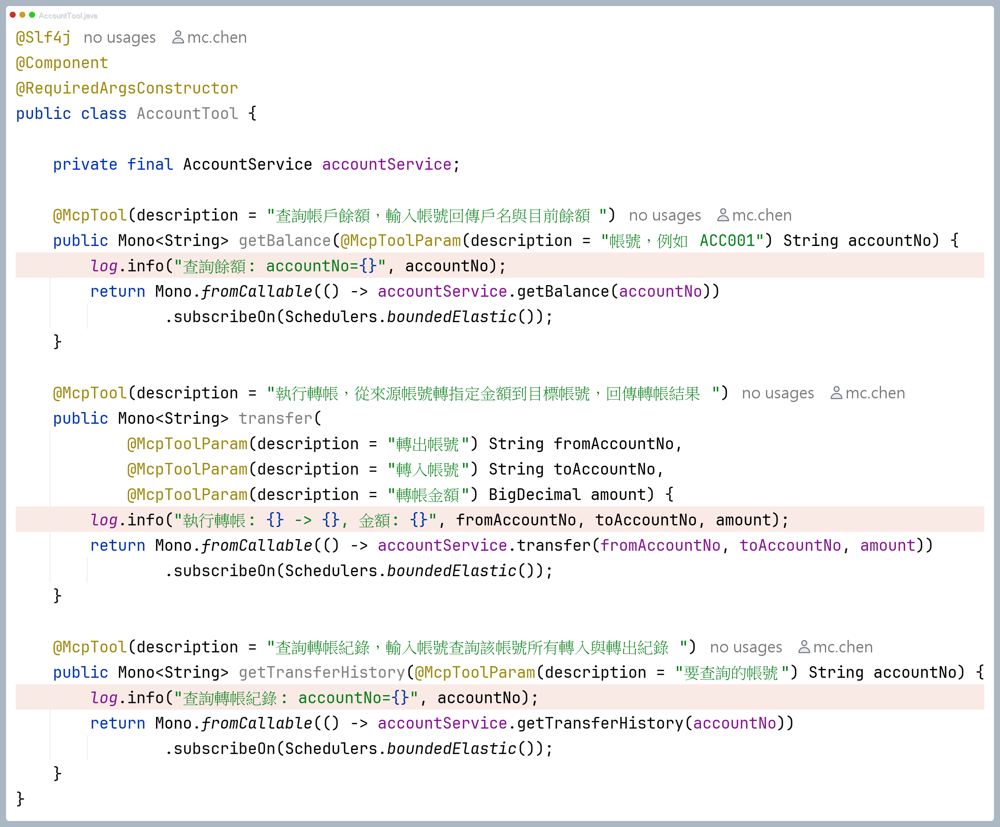 AccountTool.java
@Slf4j no usages mc.chen
@Component
@RequiredArgsConstructor
public class AccountTool {
private final AccountService accountService;
@McpTool(description = "查詢帳戶餘額，輸入帳號回傳戶名與目前餘額") no usages mc.chen
public Mono<String> getBalance(@McpToolParam(description = "帳號，例如 ACC001") String accountNo) {
log.info("查詢餘額: accountNo={}", accountNo);
return Mono.fromCallable(() -> accountService.getBalance(accountNo))
.subscribeOn(Schedulers.boundedElastic());
}
@McpTool(description = "執行轉帳，從來源帳號轉指定金額到目標帳號，回傳轉帳結果") no usages mc.chen
public Mono<String> transfer(
@McpToolParam(description = "轉出帳號") String fromAccountNo,
@McpToolParam(description = "轉入帳號") String toAccountNo,
@McpToolParam(description = "轉帳金額") BigDecimal amount) {
log.info("執行轉帳: {} -> {}, 金額: {}", fromAccountNo, toAccountNo, amount);
return Mono.fromCallable(() -> accountService.transfer(fromAccountNo, toAccountNo, amount))
.subscribeOn(Schedulers.boundedElastic());
}
@McpTool(description = "查詢轉帳紀錄，輸入帳號查詢該帳號所有轉入與轉出紀錄") no usages mc.chen
public Mono<String> getTransferHistory(@McpToolParam(description = "要查詢的帳號") String accountNo) {
log.info("查詢轉帳紀錄: accountNo={}", accountNo);
return Mono.fromCallable(() -> accountService.getTransferHistory(accountNo))
.subscribeOn(Schedulers.boundedElastic());
}
}